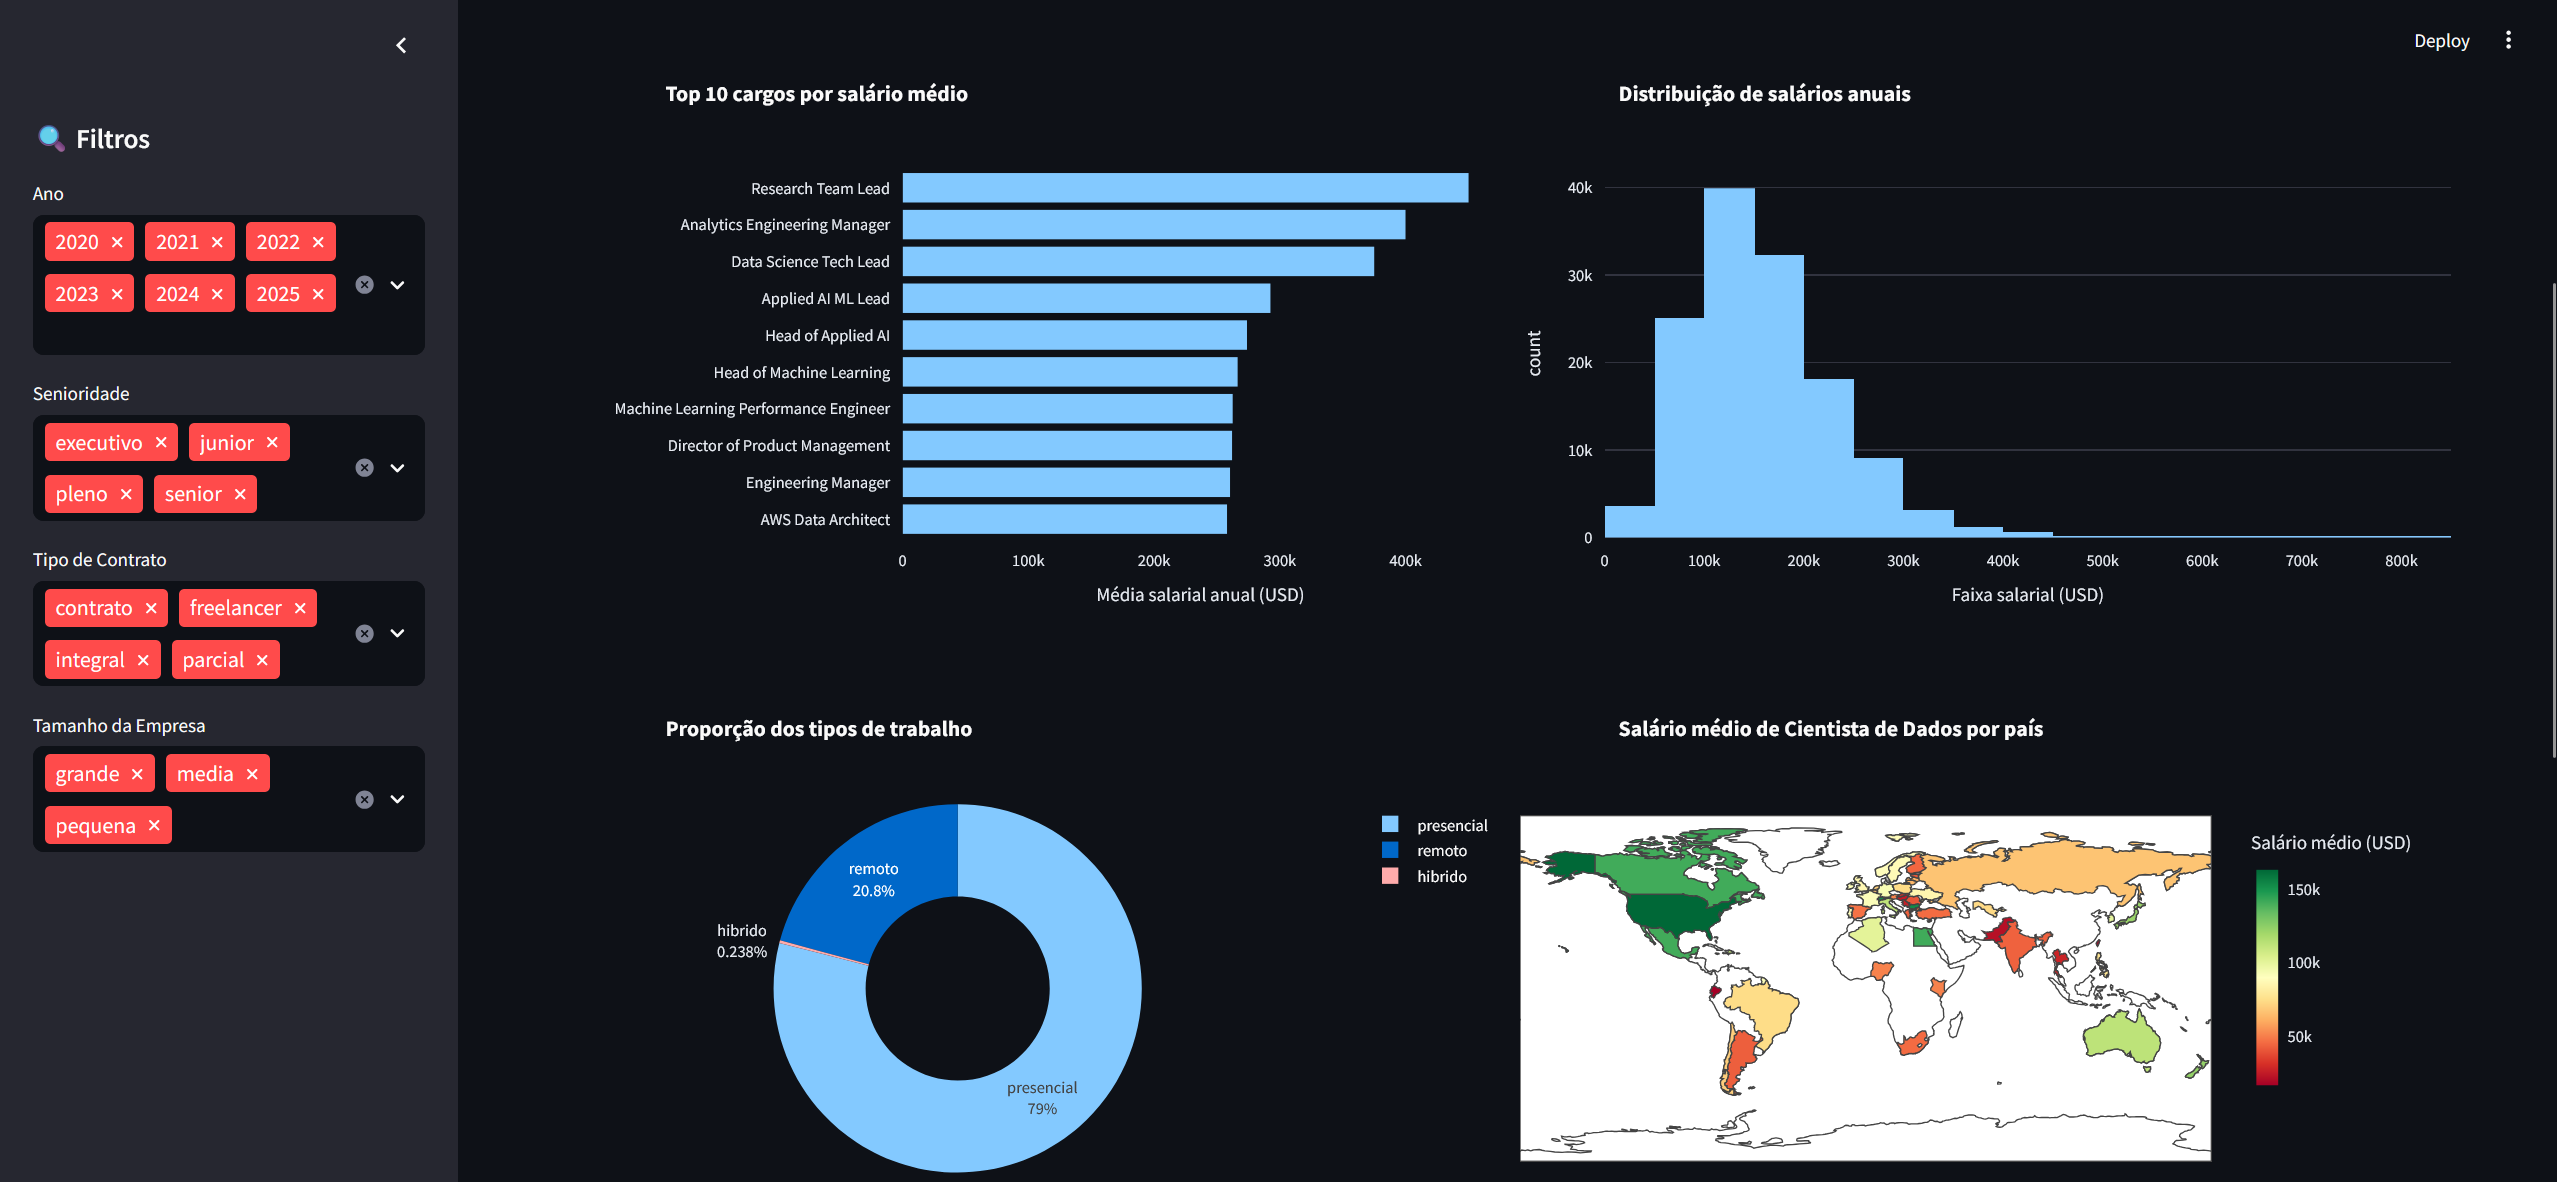 Deploy
Filtros
Ano
2020 × 2021 × 2022 ×
2023 × 2024 × 2025 ×
Senioridade
executivo × junior ×
pleno × senior ×
Tipo de Contrato
contrato × freelancer ×
integral × parcial ×
Tamanho da Empresa
grande × media ×
pequena ×
Top 10 cargos por salário médio
Research Team Lead
Analytics Engineering Manager
Data Science Tech Lead
Applied AI ML Lead
Head of Applied AI
Head of Machine Learning
Machine Learning Performance Engineer
Director of Product Management
Engineering Manager
AWS Data Architect
0 100k 200k 300k 400k
Média salarial anual (USD)
Distribuição de salários anuais
40k
30k
20k
10k
0
count
0 100k 200k 300k 400k 500k 600k 700k 800k
Faixa salarial (USD)
Proporção dos tipos de trabalho
remoto
20.8%
hibrido
0.238%
presencial
79%
presencial
remoto
hibrido
Salário médio de Cientista de Dados por país
Salário médio (USD)
150k
100k
50k